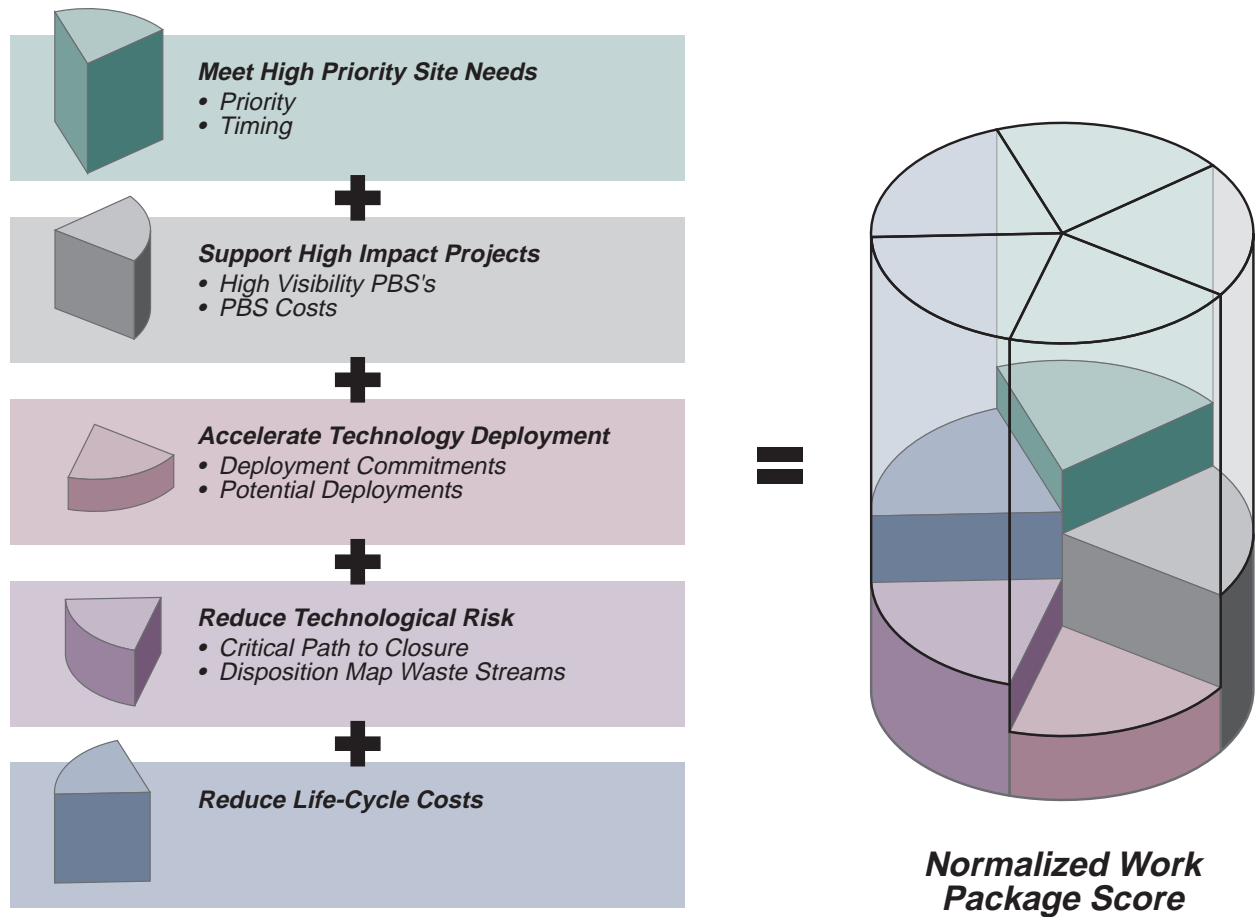 Meet High Priority Site Needs
• Priority
• Timing
Support High Impact Projects
• High Visibility PBS's
• PBS Costs
Accelerate Technology Deployment
• Deployment Commitments
• Potential Deployments
Reduce Technological Risk
• Critical Path to Closure
• Disposition Map Waste Streams
Reduce Life-Cycle Costs
Normalized Work
Package Score